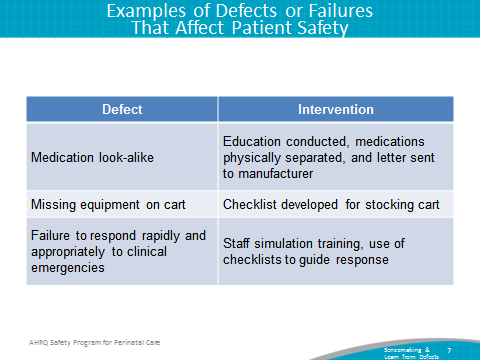 Examples of Defects or Failures
That Affect Patient Safety
Defect
Intervention
Medication look-alike
Education conducted, medications
physically separated, and letter sent
to manufacturer
Missing equipment on cart
Checklist developed for stocking cart
Failure to respond rapidly and
appropriately to clinical
emergencies
Staff simulation training, use of
checklists to guide response
AHRQ Safety Program for Perinatal Care
Sensemaking &
Learn from Defects
7